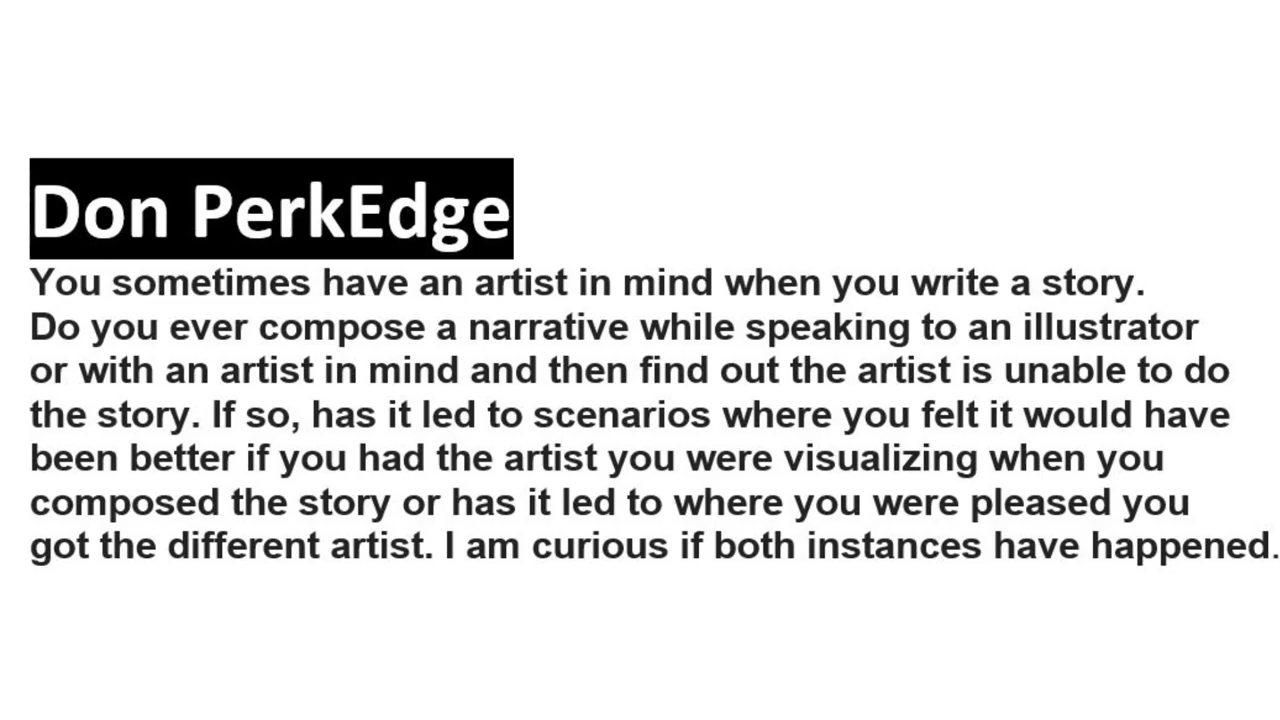 Don PerkEdge
You sometimes have an artist in mind when you write a story.
Do you ever compose a narrative while speaking to an illustrator
or with an artist in mind and then find out the artist is unable to do
the story. If so, has it led to scenarios where you felt it would have
been better if you had the artist you were visualizing when you
composed the story or has it led to where you were pleased you
got the different artist. I am curious if both instances have happened.